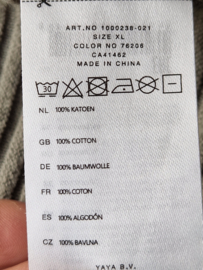 ART.NO 1000238-021
SIZE XL
COLOR NO 76208
CA41462
MADE IN CHINA
30
NL 100% KATOEN
GB 100% COTTON
DE 100% BAUMWOLLE
FR 100% COTON
ES 100% ALGODÓN
CZ 100% BAVLNA
YAYA B.V.